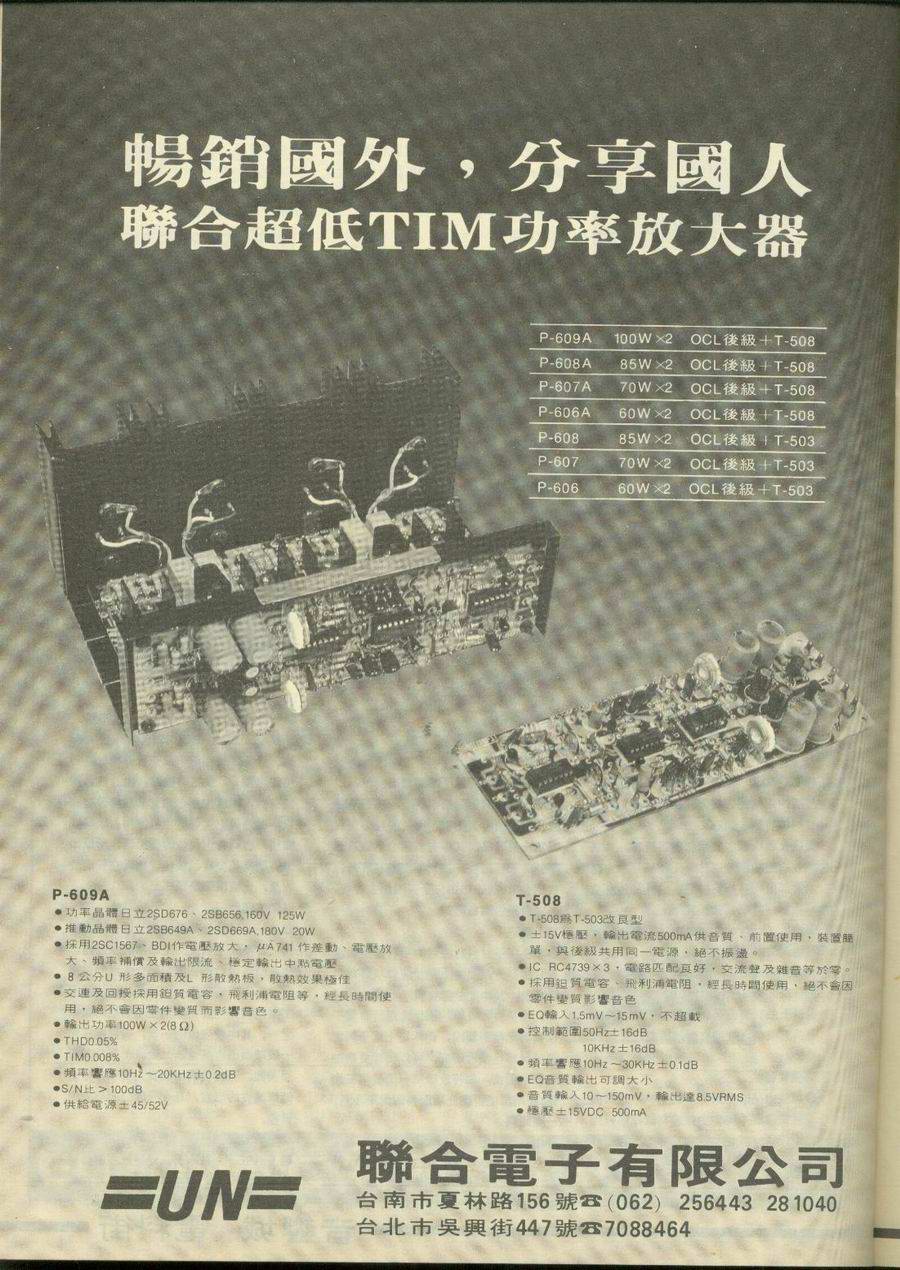 暢銷國外，分享國人
聯合超低TIM功率放大器
P-609A 100W×2 OCL後級＋T-508
P-608A 85W×2 OCL後級＋T-508
P-607A 70W×2 OCL後級＋T-508
P-606A 60W×2 OCL後級＋T-508
P-608 85W×2 OCL後級＋T-503
P-607 70W×2 OCL後級＋T-503
P-606 60W×2 OCL後級＋T-503
P-609A
●功率晶體日立2SD676、2SB656,160V 125W
●推動晶體日立2SB649A、2SD669A,180V 20W
●採用2SC1567、BDI作電壓放大，μA741作差動、電壓放
大、頻率補償及輸出限流、穩定輸出中點電壓
●8公分U形多面積及L形散熱板，散熱效果極佳
●交連及回授採用鉭質電容，飛利浦電阻等，經長時間使
用，絕不會因零件變質而影響音色。
●輸出功率100W×2(8Ω)
●THD0.05%
●TIM0.008%
●頻率響應10Hz～20KHz±0.2dB
●S/N比＞100dB
●供給電源±45/52V
T-508
●T-508為T-503改良型
●±15V穩壓，輸出電流500mA供音質、前置使用，裝置簡
單，與後級共用同一電源，絕不振盪。
●IC RC4739×3，電路匹配良好，交流聲及雜音等於零。
●採用鉭質電容、飛利浦電阻，經長時間使用，絕不會因
零件變質影響音色
●EQ輸入1.5mV～15mV，不超載
●控制範圍50Hz±16dB
10KHz±16dB
●頻率響應10Hz～30KHz±0.1dB
●EQ音質輸出可調大小
●音質輸入10～150mV，輸出達8.5VRMS
●穩壓±15VDC 500mA
=UN=
聯合電子有限公司
台南市夏林路156號☎(062) 256443 281040
台北市吳興街447號☎7088464